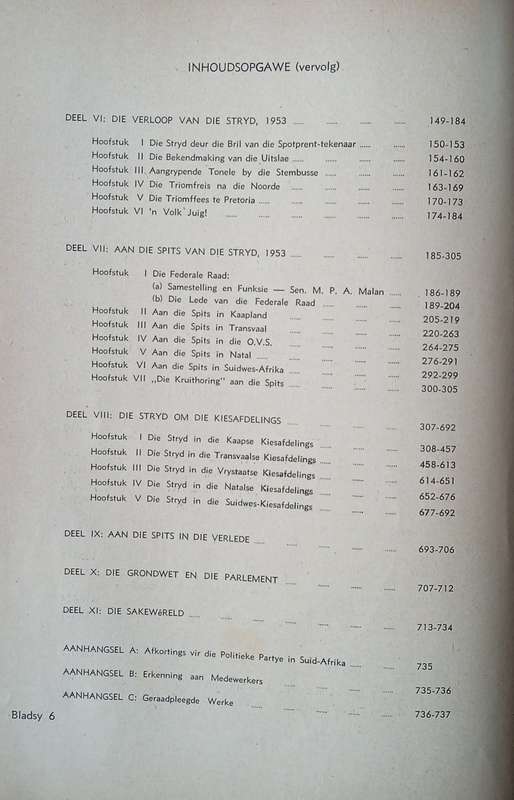 INHOUDSOPGAWE (vervolg)
DEEL VI: DIE VERLOOP VAN DIE STRYD, 1953 ..... ..... ..... ..... 149-184
Hoofstuk I Die Stryd deur die Bril van die Spotprent-tekenaar ..... ..... 150-153
Hoofstuk II Die Bekendmaking van die Uitslae ..... ..... ..... ..... 154-160
Hoofstuk III Aangrypende Tonele by die Stembusse ..... ..... ..... 161-162
Hoofstuk IV Die Triomfreis na die Noorde ..... ..... ..... ..... 163-169
Hoofstuk V Die Triomffees te Pretoria ..... ..... ..... ..... 170-173
Hoofstuk VI 'n Volk Juig! ..... ..... ..... ..... ..... 174-184
DEEL VII: AAN DIE SPITS VAN DIE STRYD, 1953 ..... ..... ..... ..... 185-305
Hoofstuk I Die Federale Raad:
(a) Samestelling en Funksie — Sen. M. P. A. Malan ..... 186-189
(b) Die Lede van die Federale Raad ..... ..... ..... 189-204
Hoofstuk II Aan die Spits in Kaapland ..... ..... ..... ..... 205-219
Hoofstuk III Aan die Spits in Transvaal ..... ..... ..... ..... 220-263
Hoofstuk IV Aan die Spits in die O.V.S. ..... ..... ..... ..... 264-275
Hoofstuk V Aan die Spits in Natal ..... ..... ..... ..... ..... 276-291
Hoofstuk VI Aan die Spits in Suidwes-Afrika ..... ..... ..... ..... 292-299
Hoofstuk VII „Die Kruithoring" aan die Spits ..... ..... ..... ..... 300-305
DEEL VIII: DIE STRYD OM DIE KIESAFDELINGS ..... ..... ..... ..... 307-692
Hoofstuk I Die Stryd in die Kaapse Kiesafdelings ..... ..... ..... 308-457
Hoofstuk II Die Stryd in die Transvaalse Kiesafdelings ..... ..... ..... 458-613
Hoofstuk III Die Stryd in die Vrystaatse Kiesafdelings ..... ..... ..... 614-651
Hoofstuk IV Die Stryd in die Natalse Kiesafdelings ..... ..... ..... 652-676
Hoofstuk V Die Stryd in die Suidwes-Kiesafdelings ..... ..... ..... 677-692
DEEL IX: AAN DIE SPITS IN DIE VERLEDE ..... ..... ..... ..... ..... 693-706
DEEL X: DIE GRONDWET EN DIE PARLEMENT ..... ..... ..... ..... 707-712
DEEL XI: DIE SAKEWêRELD ..... ..... ..... ..... ..... ..... 713-734
AANHANGSEL A: Afkortings vir die Politieke Partye in Suid-Afrika ..... ..... 735
AANHANGSEL B: Erkenning aan Medewerkers ..... ..... ..... ..... 735-736
AANHANGSEL C: Geraadpleegde Werke ..... ..... ..... ..... ..... 736-737
Bladsy 6